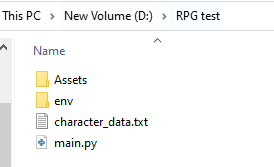 This PC > New Volume (D:) > RPG test
Name
Assets
env
character_data.txt
main.py